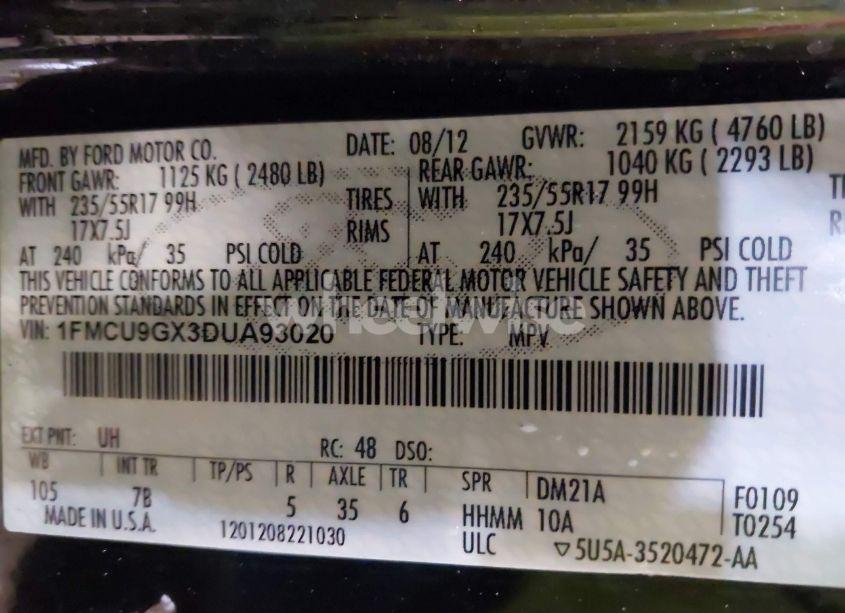 MFD. BY FORD MOTOR CO. DATE: 08/12 GVWR: 2159 KG ( 4760 LB)
FRONT GAWR: 1125 KG ( 2480 LB) REAR GAWR: 1040 KG ( 2293 LB)
WITH 235/55R17 99H TIRES WITH 235/55R17 99H
17X7.5J RIMS 17X7.5J
AT 240 kPa/ 35 PSI COLD AT 240 kPa/ 35 PSI COLD
THIS VEHICLE CONFORMS TO ALL APPLICABLE FEDERAL MOTOR VEHICLE SAFETY AND THEFT
PREVENTION STANDARDS IN EFFECT ON THE DATE OF MANUFACTURE SHOWN ABOVE.
VIN: 1FMCU9GX3DUA93020 TYPE: MPV
EXT PNT: UH RC: 48 DSO:
WB INT TR TP/PS R AXLE TR SPR DM21A F0109
105 7B 5 35 6 HHMM 10A T0254
MADE IN U.S.A. 1201208221030 ULC ▽5U5A-3520472-AA